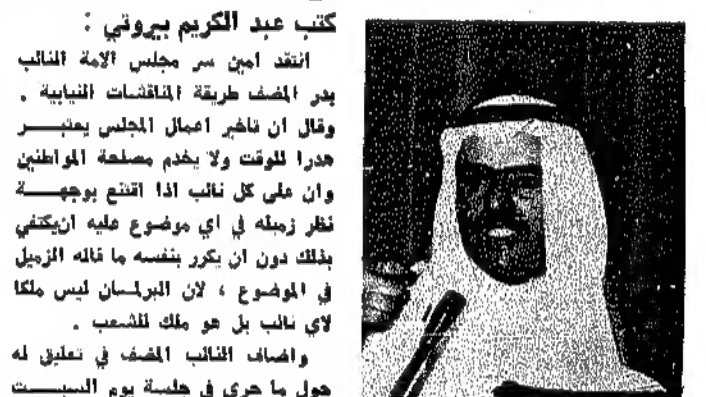 كتب عبد الكريم بيروتي :
انتقد امين سر مجلس الامة النائب
بدر المضف طريقة المناقشات النيابية .
وقال ان تأخير اعمال المجلس يعتبر
هدرا للوقت ولا يخدم مصلحة المواطنين
وان على كل نائب اذا اقتنع بوجهة
نظر زميله في اي موضوع عليه ان يكتفي
بذلك دون ان يكرر بنفسه ما قاله الزميل
في الموضوع ، لان البرلمان ليس ملكا
لاي نائب بل هو ملك للشعب .
واضاف النائب المضف في تعليق له
حول ما جرى في جلسة يوم السبت